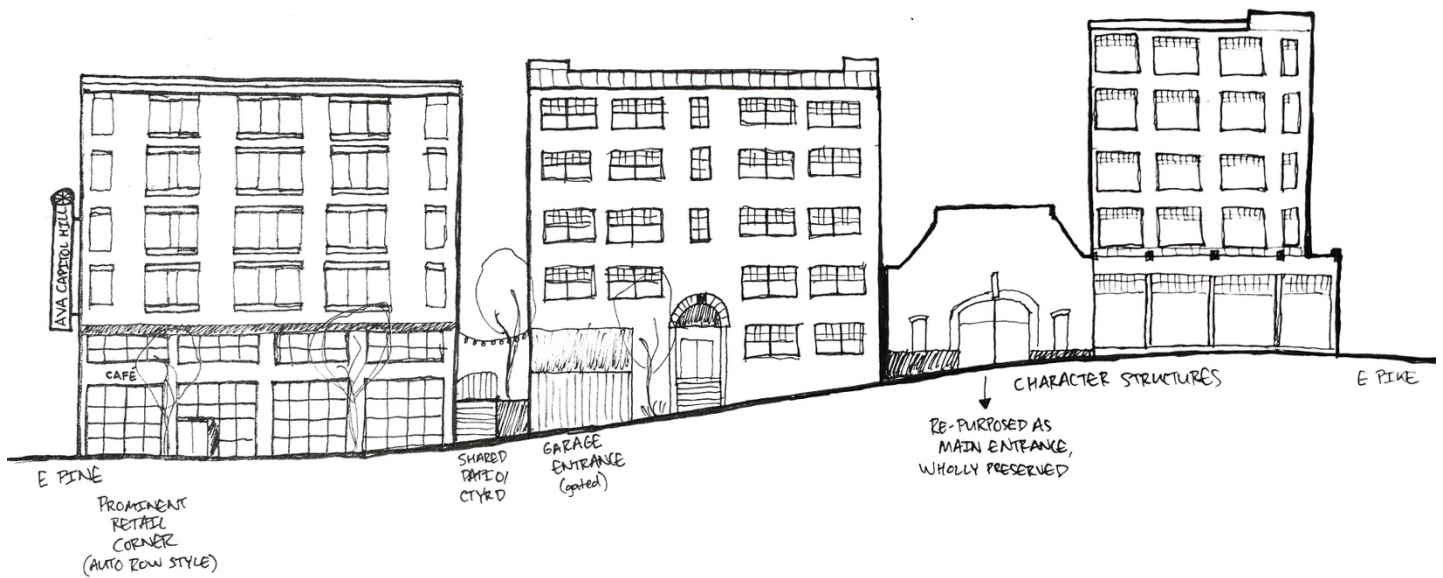 AVA CAPITOL HILL
CAFÉ
E PINE
PROMINENT
RETAIL
CORNER
(AUTO ROW STYLE)
SHARED
PATIO/
CTYRD
GARAGE
ENTRANCE
(gated)
CHARACTER STRUCTURES
RE-PURPOSED AS
MAIN ENTRANCE,
WHOLLY PRESERVED
E PIKE